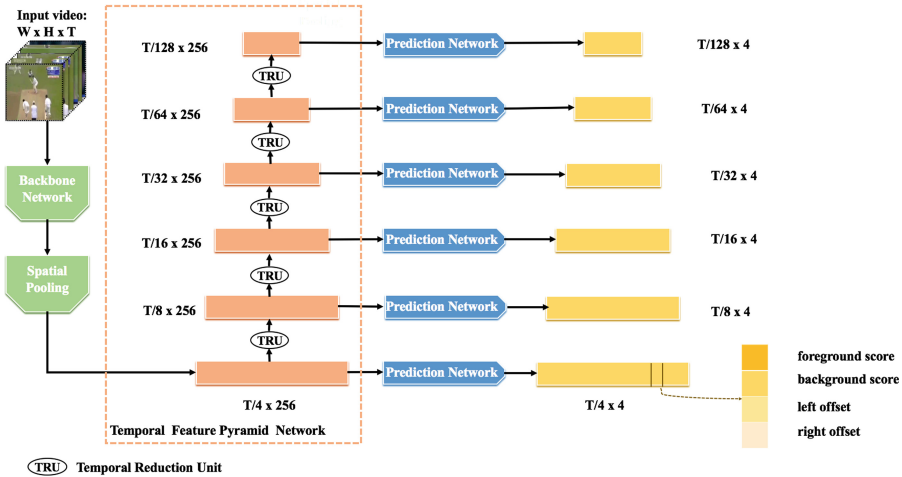 Input video:
W x H x T
Backbone
Network
Spatial
Pooling
T/128 x 256
Prediction Network
T/128 x 4
TRU
T/64 x 256
Prediction Network
T/64 x 4
TRU
T/32 x 256
Prediction Network
T/32 x 4
TRU
T/16 x 256
Prediction Network
T/16 x 4
TRU
T/8 x 256
Prediction Network
T/8 x 4
TRU
Prediction Network
T/4 x 256
T/4 x 4
foreground score
background score
left offset
right offset
Temporal Feature Pyramid Network
TRU Temporal Reduction Unit